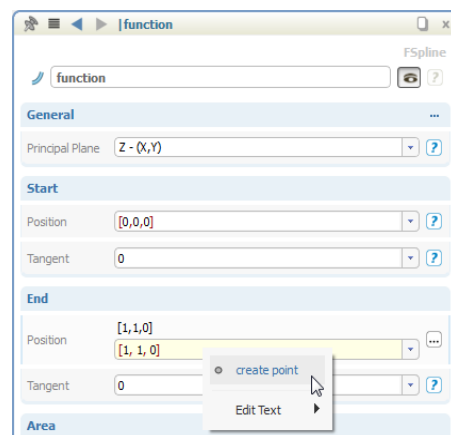 |function
FSpline
function
General ...
Principal Plane Z - (X,Y) ?
Start
Position [0,0,0] ?
Tangent 0 ?
End
[1,1,0]
Position ...
[1, 1, 0]
create point
Tangent 0 ?
Edit Text
Area